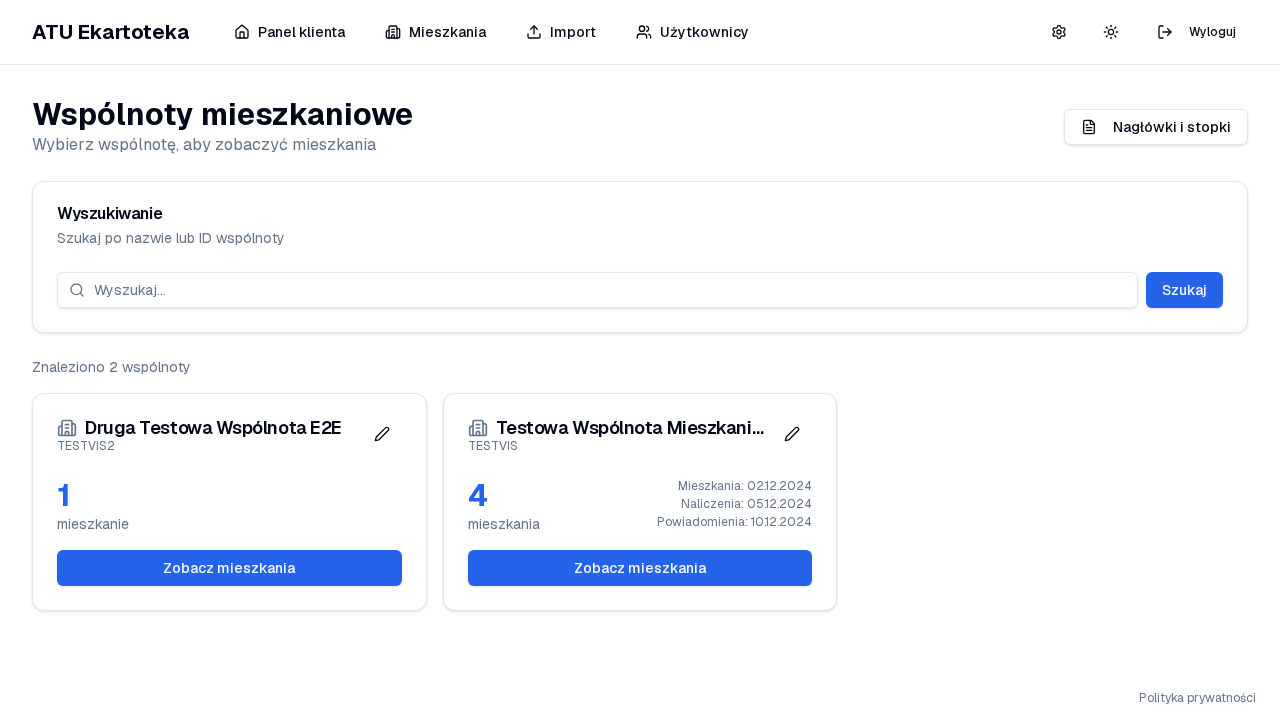 ATU Ekartoteka
Panel klienta
Mieszkania
Import
Użytkownicy
Wyloguj
Wspólnoty mieszkaniowe
Wybierz wspólnotę, aby zobaczyć mieszkania
Nagłówki i stopki
Wyszukiwanie
Szukaj po nazwie lub ID wspólnoty
Wyszukaj...
Szukaj
Znaleziono 2 wspólnoty
Druga Testowa Wspólnota E2E
TESTVIS2
1
mieszkanie
Zobacz mieszkania
Testowa Wspólnota Mieszkani...
TESTVIS
4
mieszkania
Mieszkania: 02.12.2024
Naliczenia: 05.12.2024
Powiadomienia: 10.12.2024
Zobacz mieszkania
Polityka prywatności